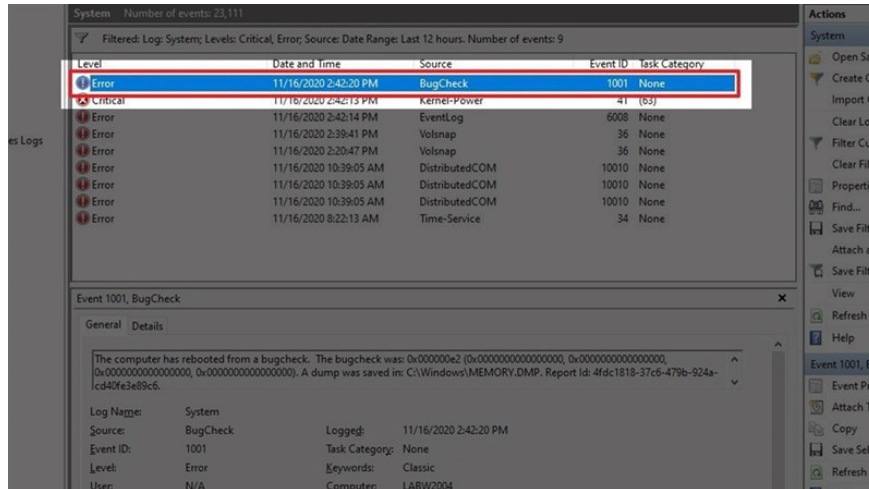 System Number of events: 23,111
Actions
System
Filtered: Log: System; Levels: Critical, Error; Source: Date Range: Last 12 hours. Number of events: 9
Level Date and Time Source Event ID Task Category
Error 11/16/2020 2:42:20 PM BugCheck 1001 None
Critical 11/16/2020 2:42:13 PM Kernel-Power 41 (63)
Error 11/16/2020 2:42:14 PM EventLog 6008 None
Error 11/16/2020 2:39:41 PM Volsnap 36 None
Error 11/16/2020 2:20:47 PM Volsnap 36 None
Error 11/16/2020 10:39:05 AM DistributedCOM 10010 None
Error 11/16/2020 10:39:05 AM DistributedCOM 10010 None
Error 11/16/2020 10:39:05 AM DistributedCOM 10010 None
Error 11/16/2020 8:22:13 AM Time-Service 34 None
es Logs
Event 1001, BugCheck
General Details
The computer has rebooted from a bugcheck. The bugcheck was: 0x000000e2 (0x0000000000000000, 0x0000000000000000,
0x0000000000000000, 0x0000000000000000). A dump was saved in: C:\Windows\MEMORY.DMP. Report Id: 4fdc1818-37c6-479b-924a-
cd40fe3e89c6.
Log Name: System
Source: BugCheck Logged: 11/16/2020 2:42:20 PM
Event ID: 1001 Task Category: None
Level: Error Keywords: Classic
User: N/A Computer: LABW2004
Open Sa
Create C
Import
Clear Lo
Filter Cu
Clear Fil
Properti
Find...
Save Filt
Attach a
Save Filt
View
Refresh
Help
Event 1001, B
Event Pr
Attach T
Copy
Save Sel
Refresh